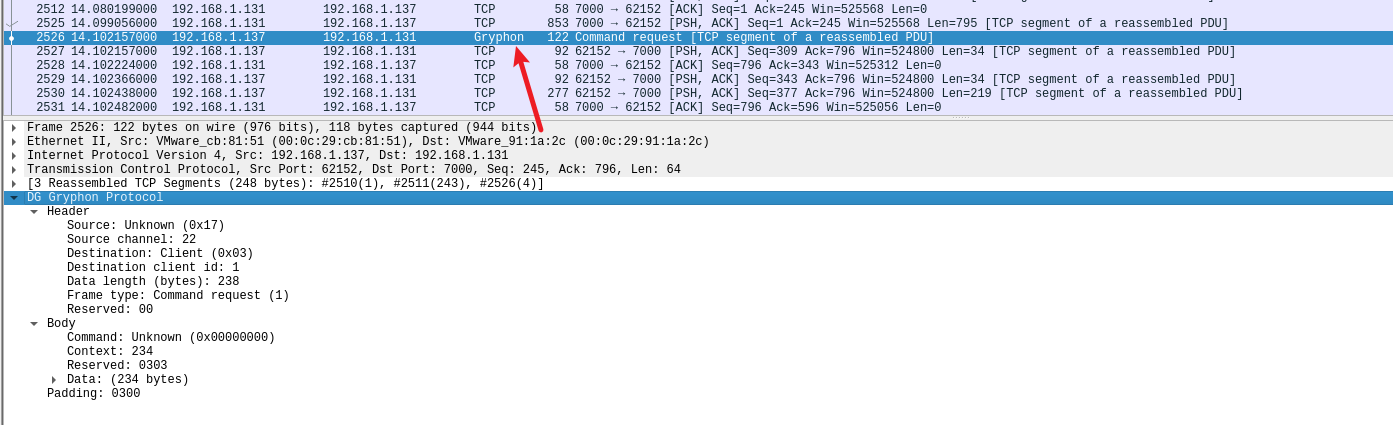 2512 14.080199000 192.168.1.131 192.168.1.137 TCP 58 7000 → 62152 [ACK] Seq=1 Ack=245 Win=525568 Len=0
2525 14.099056000 192.168.1.131 192.168.1.137 TCP 853 7000 → 62152 [PSH, ACK] Seq=1 Ack=245 Win=525568 Len=795 [TCP segment of a reassembled PDU]
2526 14.102157000 192.168.1.137 192.168.1.131 Gryphon 122 Command request [TCP segment of a reassembled PDU]
2527 14.102157000 192.168.1.137 192.168.1.131 TCP 92 62152 → 7000 [PSH, ACK] Seq=309 Ack=796 Win=524800 Len=34 [TCP segment of a reassembled PDU]
2528 14.102224000 192.168.1.131 192.168.1.137 TCP 58 7000 → 62152 [ACK] Seq=796 Ack=343 Win=525312 Len=0
2529 14.102366000 192.168.1.137 192.168.1.131 TCP 92 62152 → 7000 [PSH, ACK] Seq=343 Ack=796 Win=524800 Len=34 [TCP segment of a reassembled PDU]
2530 14.102438000 192.168.1.137 192.168.1.131 TCP 277 62152 → 7000 [PSH, ACK] Seq=377 Ack=796 Win=524800 Len=219 [TCP segment of a reassembled PDU]
2531 14.102482000 192.168.1.131 192.168.1.137 TCP 58 7000 → 62152 [ACK] Seq=796 Ack=596 Win=525056 Len=0
Frame 2526: 122 bytes on wire (976 bits), 118 bytes captured (944 bits)
Ethernet II, Src: VMware_cb:81:51 (00:0c:29:cb:81:51), Dst: VMware_91:1a:2c (00:0c:29:91:1a:2c)
Internet Protocol Version 4, Src: 192.168.1.137, Dst: 192.168.1.131
Transmission Control Protocol, Src Port: 62152, Dst Port: 7000, Seq: 245, Ack: 796, Len: 64
[3 Reassembled TCP Segments (248 bytes): #2510(1), #2511(243), #2526(4)]
DG Gryphon Protocol
Header
Source: Unknown (0x17)
Source channel: 22
Destination: Client (0x03)
Destination client id: 1
Data length (bytes): 238
Frame type: Command request (1)
Reserved: 00
Body
Command: Unknown (0x00000000)
Context: 234
Reserved: 0303
Data: (234 bytes)
Padding: 0300